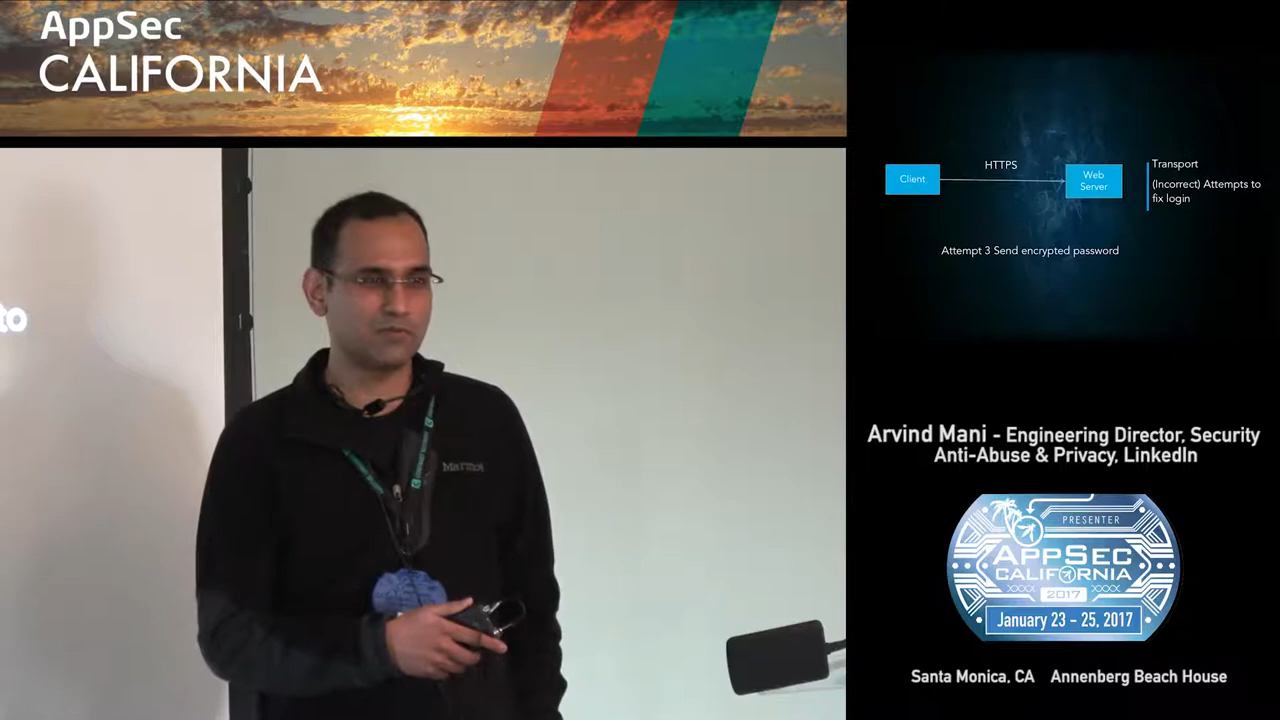 AppSec
CALIFORNIA
to
Marmot
HTTPS
Client
Web
Server
Transport
(Incorrect) Attempts to
fix login
Attempt 3 Send encrypted password
Arvind Mani - Engineering Director, Security
Anti-Abuse & Privacy, LinkedIn
PRESENTER
APPSEC
CALIFORNIA
2017
January 23 - 25, 2017
Santa Monica, CA Annenberg Beach House